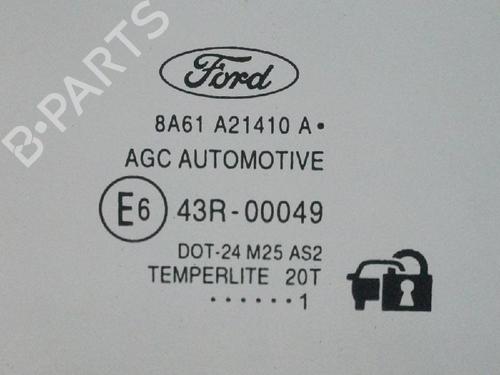 B-PARTS
Ford
8A61 A21410 A •
AGC AUTOMOTIVE
E6 43R-00049
DOT-24 M25 AS2
TEMPERLITE 20T
• • • • • • 1